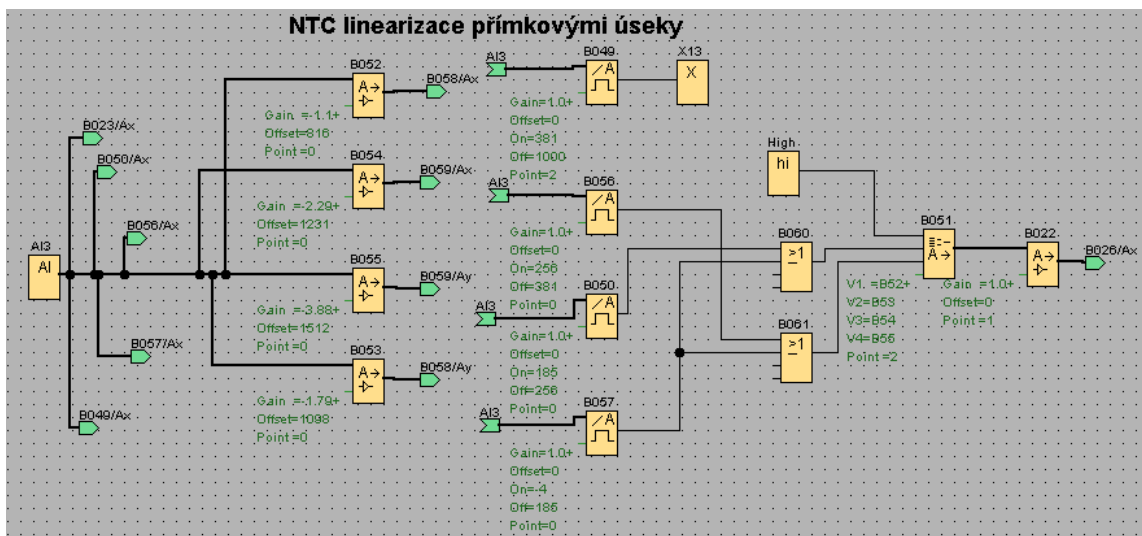 NTC linearizace přímkovými úseky
B052
B058/Ax
Gain =-1.1+
Offset=816
Point =0
AI3
B049
Gain=1.0+
Offset=0
On=381
Off=1000
Point=2
X13
X
B023/Ax
B050/Ax
B056/Ax
AI3
AI
B057/Ax
B049/Ax
B054
B059/Ax
Gain =-2.29+
Offset=1231
Point =0
AI3
B056
Gain=1.0+
Offset=0
On=256
Off=381
Point=0
High
hi
B055
B059/Ay
Gain =-3.88+
Offset=1512
Point =0
AI3
B050
Gain=1.0+
Offset=0
On=185
Off=256
Point=0
B060
≥1
B051
V1. =B52+
V2=B53
V3=B54
V4=B55
Point =2
B022
Gain =1.0+
Offset=0
Point=1
B026/Ax
B053
B058/Ay
Gain =-1.79+
Offset=1098
Point =0
AI3
B057
Gain=1.0+
Offset=0
On=-4
Off=185
Point=0
B061
≥1